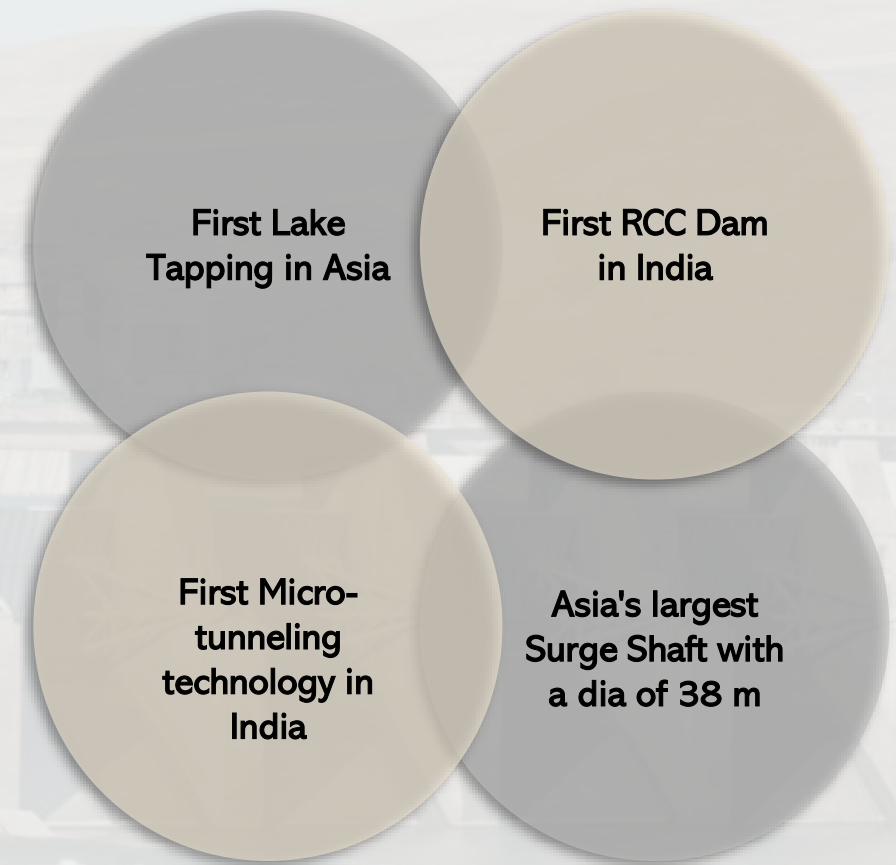 First Lake
Tapping in Asia
First RCC Dam
in India
First Micro-
tunneling
technology in
India
Asia's largest
Surge Shaft with
a dia of 38 m